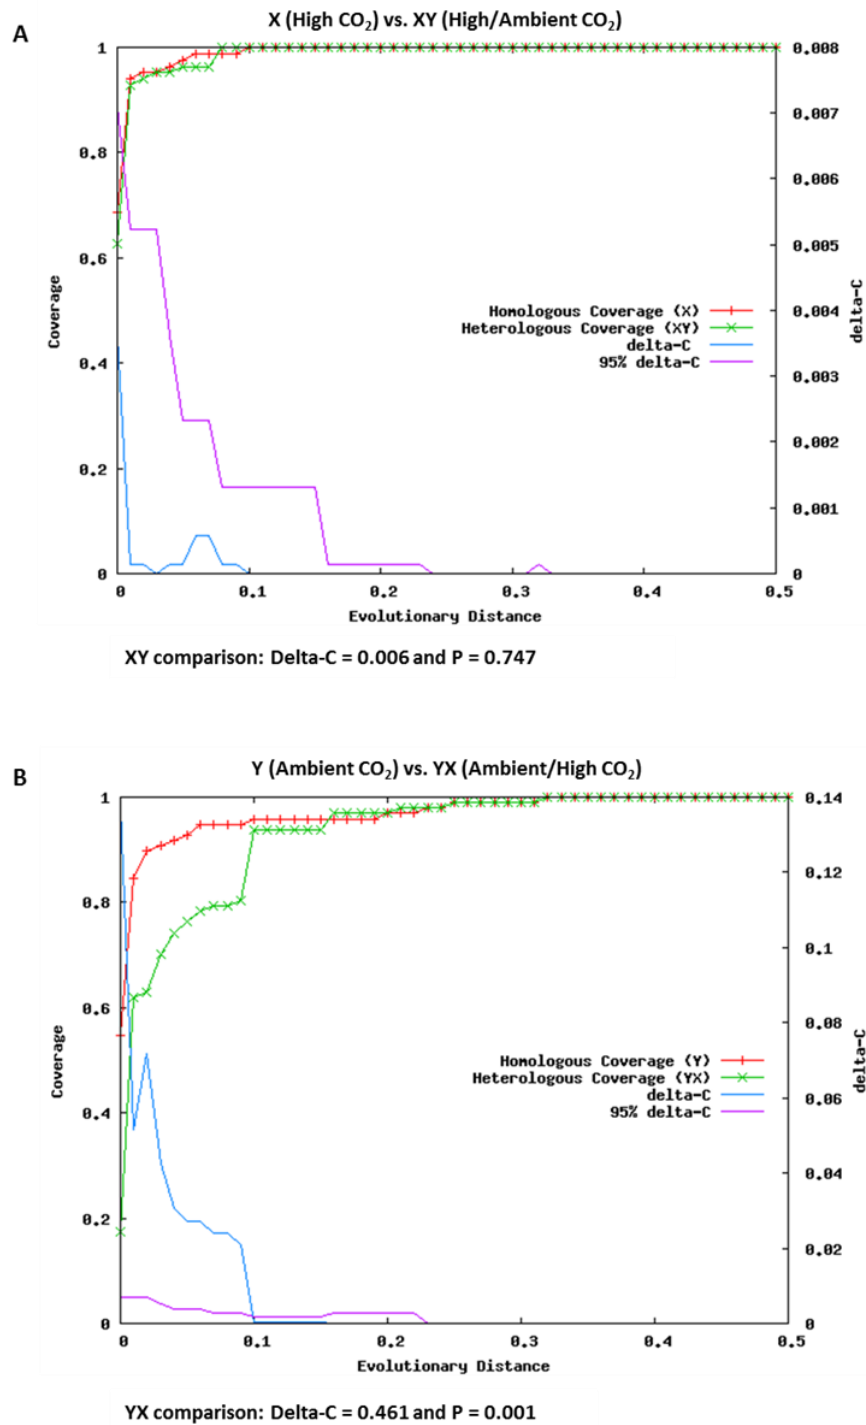 A
X (High CO₂) vs. XY (High/Ambient CO₂)
1
0.8
0.6
0.4
0.2
0
Coverage
0.008
0.007
0.006
0.005
0.004
0.003
0.002
0.001
0
delta-C
Homologous Coverage (X)
Heterologous Coverage (XY)
delta-C
95% delta-C
0 0.1 0.2 0.3 0.4 0.5
Evolutionary Distance
XY comparison: Delta-C = 0.006 and P = 0.747
B
Y (Ambient CO₂) vs. YX (Ambient/High CO₂)
1
0.8
0.6
0.4
0.2
0
Coverage
0.14
0.12
0.1
0.08
0.06
0.04
0.02
0
delta-C
Homologous Coverage (Y)
Heterologous Coverage (YX)
delta-C
95% delta-C
0 0.1 0.2 0.3 0.4 0.5
Evolutionary Distance
YX comparison: Delta-C = 0.461 and P = 0.001